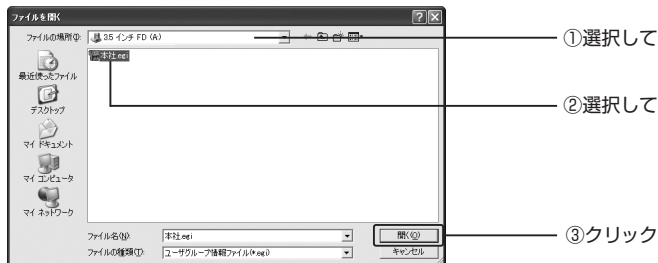 ファイルを開く
ファイルの場所(I):
3.5 インチ FD (A)
①選択して
本社.egi
最近使ったファイル
②選択して
デスクトップ
マイ ドキュメント
マイ コンピュータ
マイ ネットワーク
ファイル名(N):
本社.egi
開く(O)
③クリック
ファイルの種類(T):
ユーザグループ情報ファイル(*.egi)
キャンセル